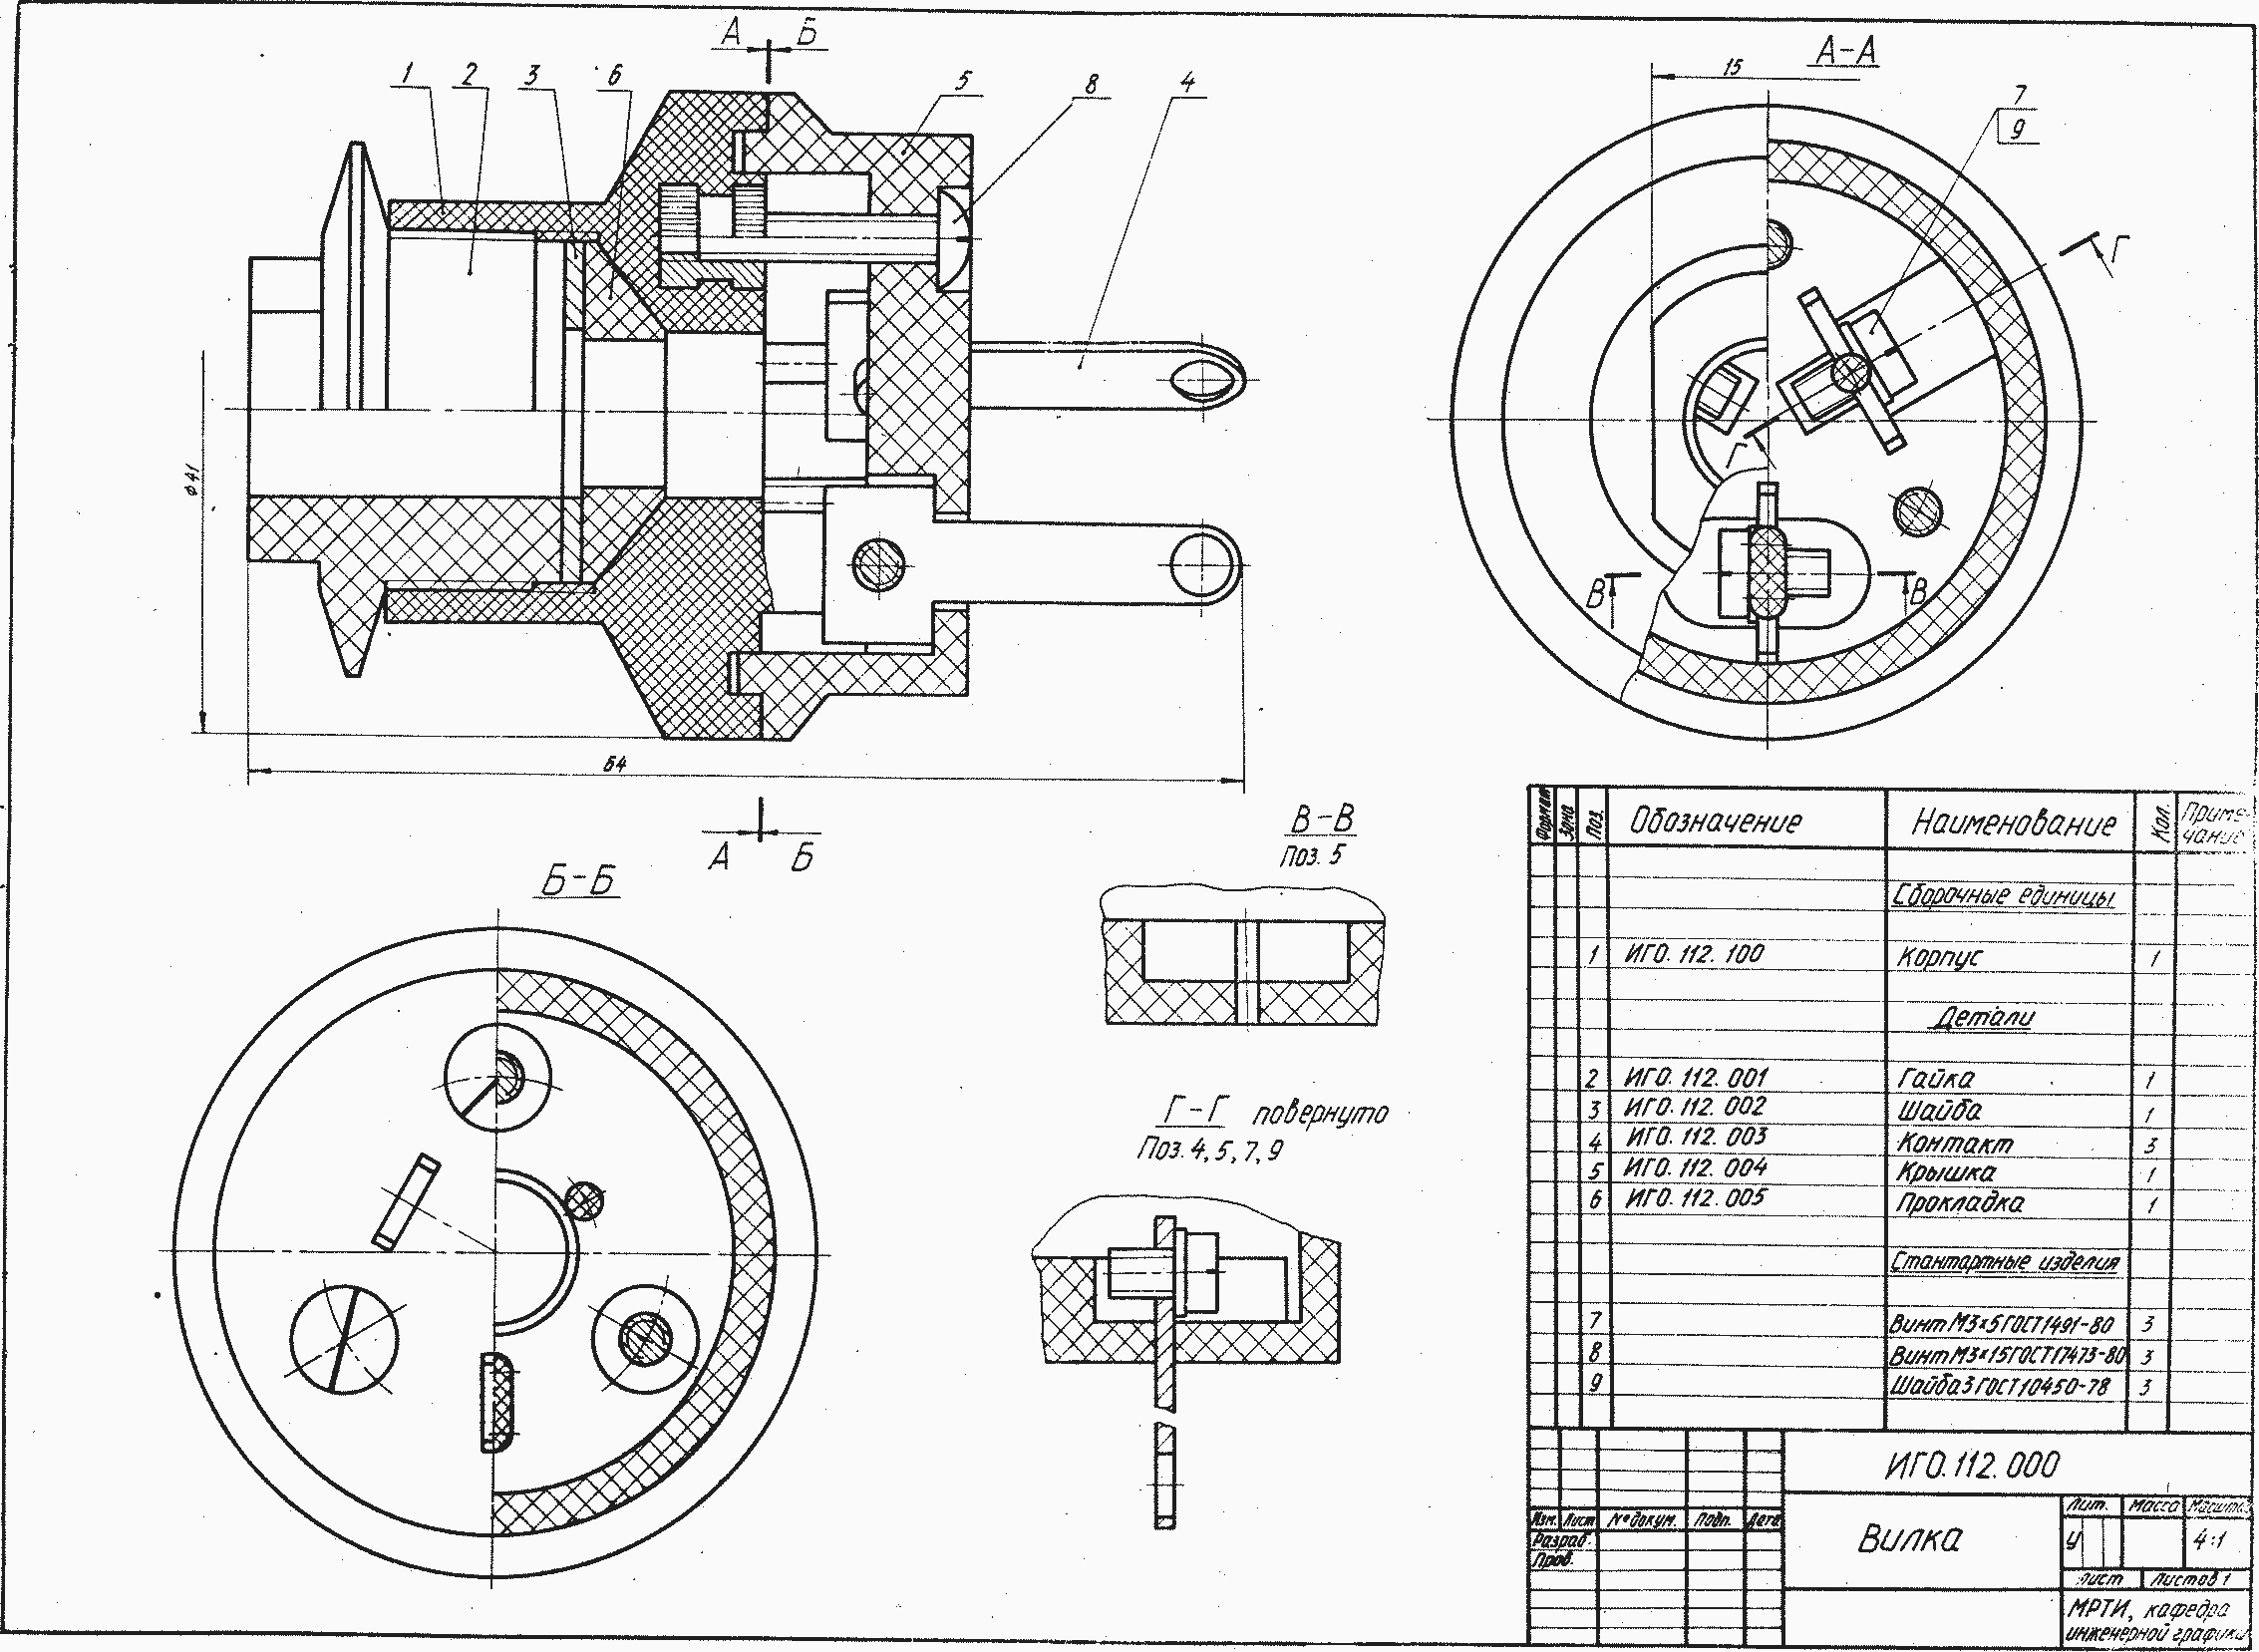 А Б
1 2 3 6 5 8 4
⌀41
64
А Б
А-А
15
7
9
Г
Г
В В
Б-Б
В-В
Поз. 5
Г-Г повернуто
Поз. 4, 5, 7, 9
Формат Зона Поз. Обозначение Наименование Кол. Приме-
чание
Сборочные единицы
1 ИГО. 112. 100 Корпус 1
Детали
2 ИГО. 112. 001 Гайка 1
3 ИГО. 112. 002 Шайба 1
4 ИГО. 112. 003 Контакт 3
5 ИГО. 112. 004 Крышка 1
6 ИГО. 112. 005 Прокладка 1
Стантартные изделия
7 Винт М3×5 ГОСТ 1491-80 3
8 Винт М3×15 ГОСТ 17473-80 3
9 Шайба 3 ГОСТ 10450-78 3
ИГО. 112. 000
Изм. Лист № докум. Подп. Дата
Разраб.
Пров.
Вилка
Лит. Масса Масштаб
У 4:1
Лист Листов 1
МРТИ, кафедра
инженерной графики